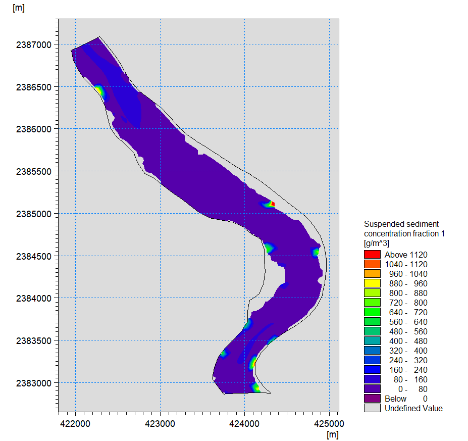 [m]
2387000
2386500
2386000
2385500
2385000
2384500
2384000
2383500
2383000
422000
423000
424000
425000
[m]
Suspended sediment
concentration fraction 1
[g/m^3]
Above 1120
1040 - 1120
960 - 1040
880 - 960
800 - 880
720 - 800
640 - 720
560 - 640
480 - 560
400 - 480
320 - 400
240 - 320
160 - 240
80 - 160
0 - 80
Below 0
Undefined Value